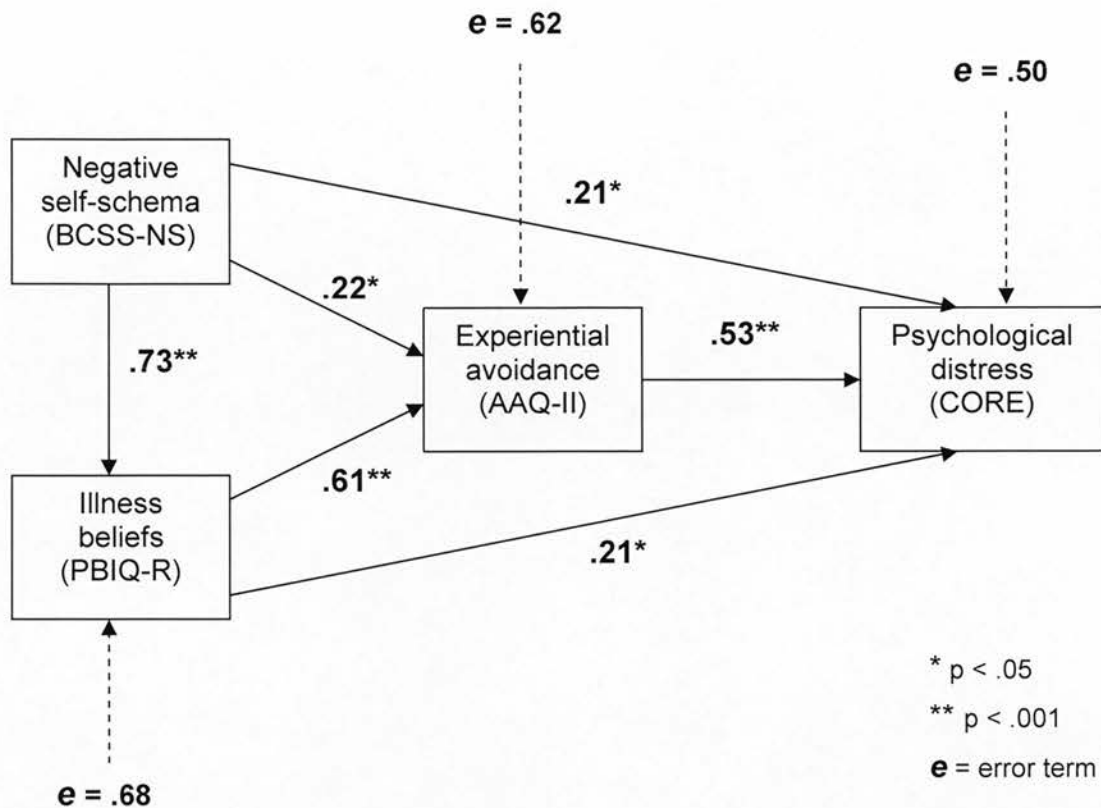 e = .62
e = .50
Negative
self-schema
(BCSS-NS)
.21*
.22*
Experiential
avoidance
(AAQ-II)
.53**
Psychological
distress
(CORE)
.73**
.61**
Illness
beliefs
(PBIQ-R)
.21*
* p < .05
** p < .001
e = error term
e = .68